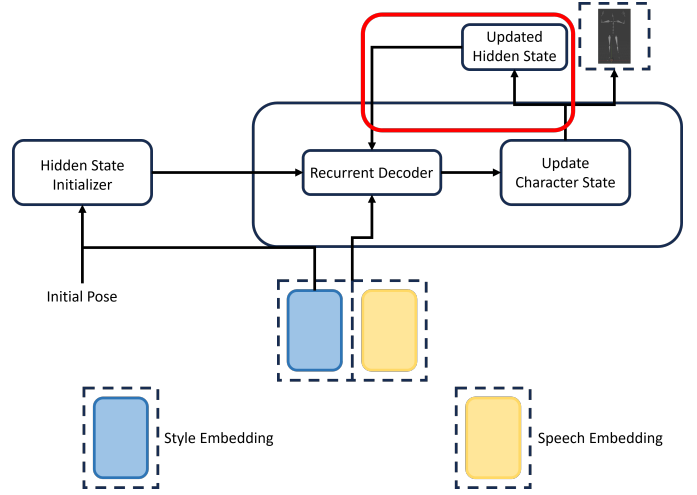 Updated
Hidden State
Hidden State
Initializer
Recurrent Decoder
Update
Character State
Initial Pose
Style Embedding
Speech Embedding